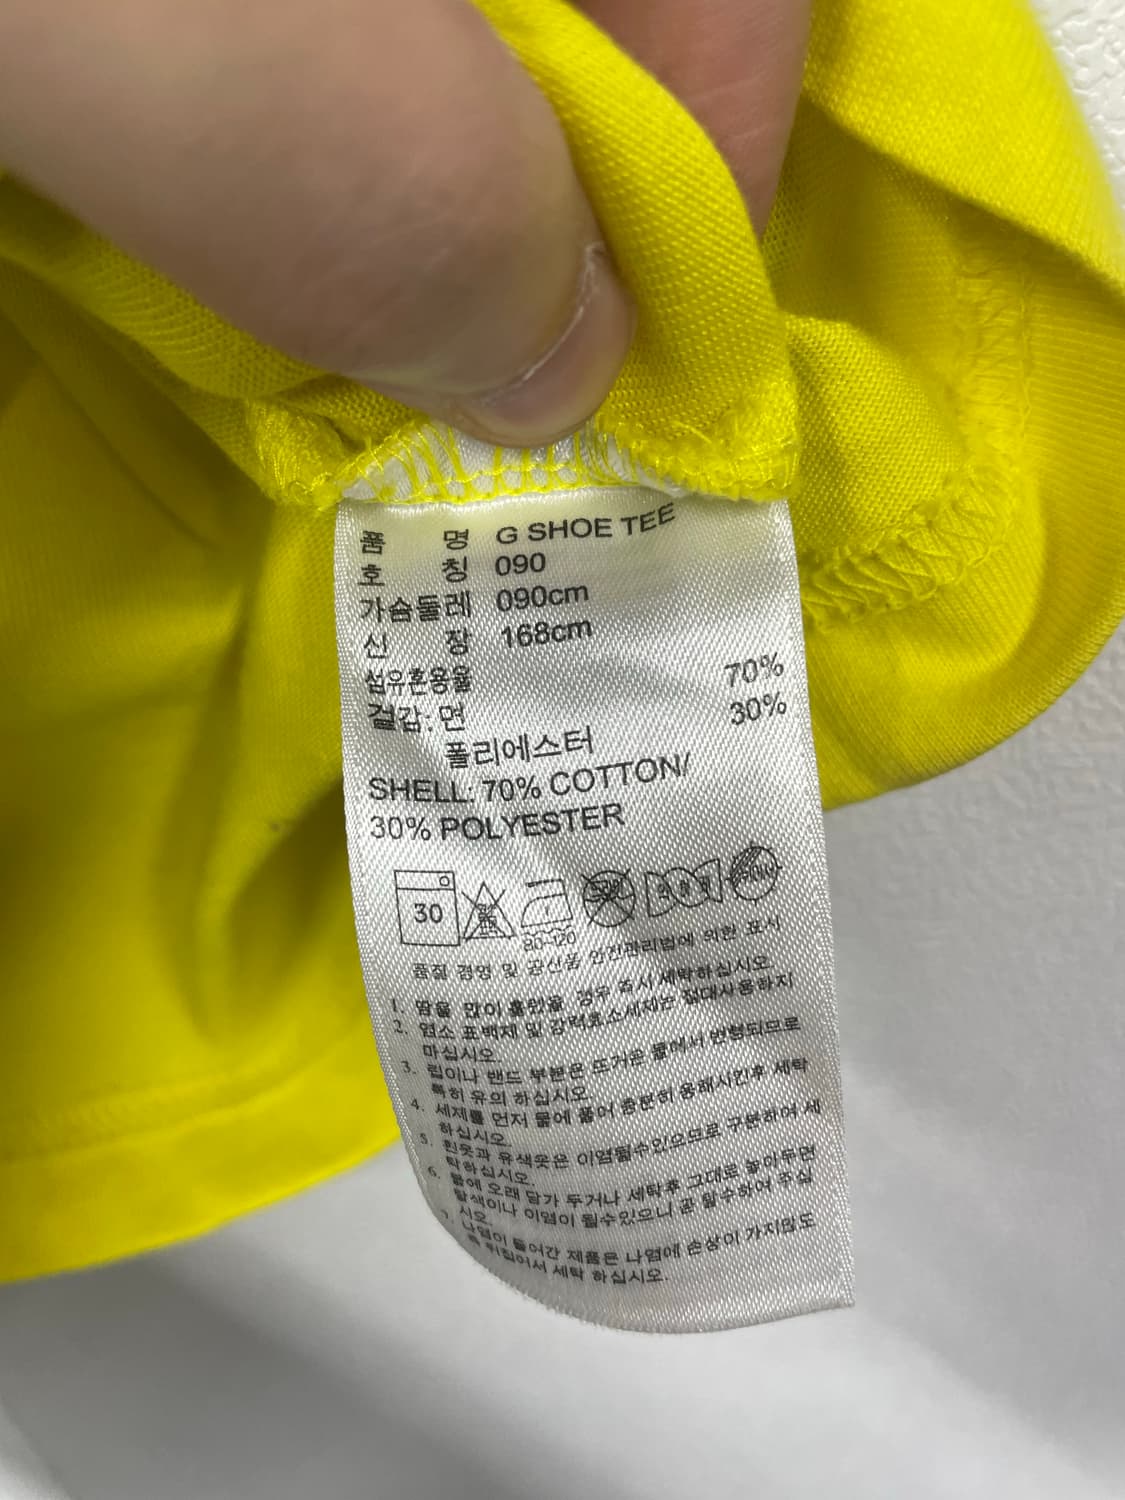 품 명 G SHOE TEE
호 칭 090
가슴둘레 090cm
신 장 168cm
섬유혼용율
겉감: 면 70%
폴리에스터 30%
SHELL: 70% COTTON/
30% POLYESTER
30
80~120
품질 경영 및 공산품 안전관리법에 의한 표시
1. 땀을 많이 흘렸을 경우 즉시 세탁하십시오.
2. 염소 표백제 및 강력효소세제는 절대사용하지
마십시오.
3. 립이나 밴드 부분은 뜨거운 물에서 변형되므로
특히 유의 하십시오.
4. 세제를 먼저 물에 풀어 충분히 용해시킨후 세탁
하십시오.
5. 흰옷과 유색옷은 이염될수있으므로 구분하여 세
탁하십시오.
6. 물에 오래 담가 두거나 세탁후 그대로 놓아두면
탈색이나 이염이 될수있으니 곧 탈수하여 주십
시오.
7. 나염이 들어간 제품은 나염에 손상이 가지않도
록 뒤집어서 세탁 하십시오.